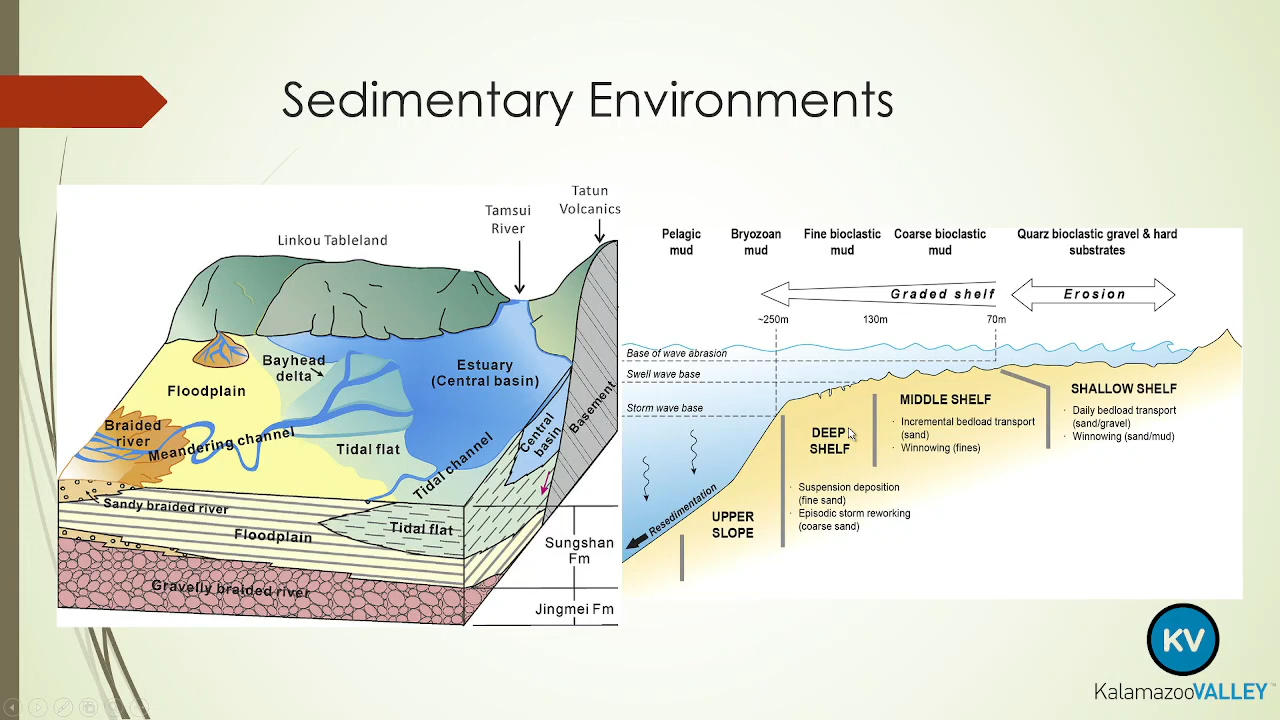 Sedimentary Environments
Tatun
Volcanics
Tamsui
River
Linkou Tableland
Bayhead
delta
Estuary
(Central basin)
Floodplain
Braided
river
Meandering channel
Tidal flat
Tidal channel
Central
basin
Basement
Sandy braided river
Floodplain
Tidal flat
Gravelly braided river
Sungshan
Fm
Jingmei Fm
Pelagic
mud
Bryozoan
mud
Fine bioclastic
mud
Coarse bioclastic
mud
Quarz bioclastic gravel & hard
substrates
Graded shelf
Erosion
~250m
130m
70m
Base of wave abrasion
Swell wave base
Storm wave base
Resedimentation
UPPER
SLOPE
DEEP
SHELF
· Suspension deposition
(fine sand)
· Episodic storm reworking
(coarse sand)
MIDDLE SHELF
· Incremental bedload transport
(sand)
· Winnowing (fines)
SHALLOW SHELF
· Daily bedload transport
(sand/gravel)
· Winnowing (sand/mud)
KV
KalamazooVALLEY™